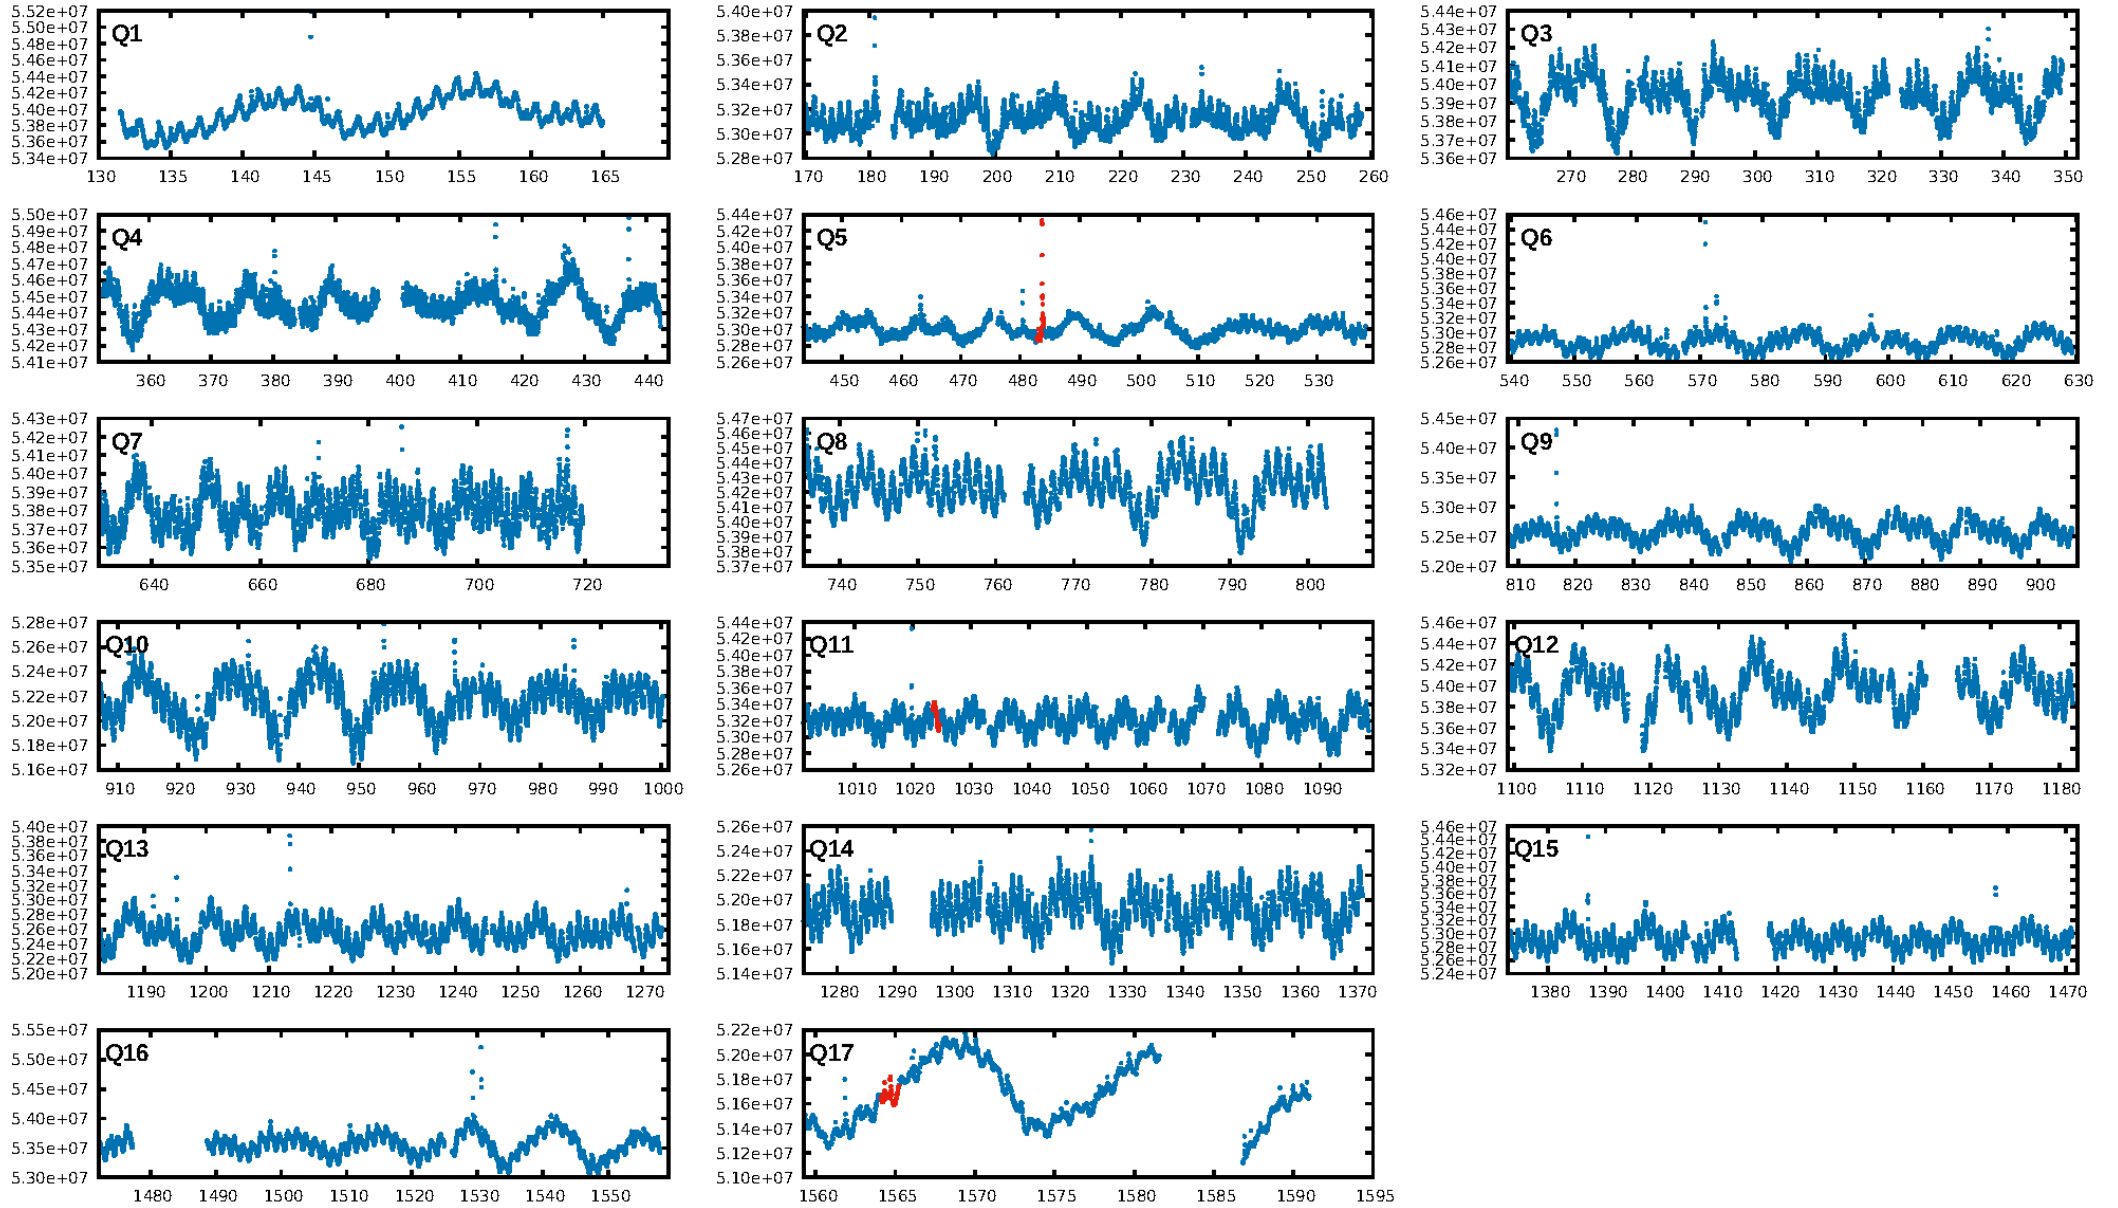 5.52e+07
5.50e+07
5.48e+07
5.46e+07
5.44e+07
5.42e+07
5.40e+07
5.38e+07
5.36e+07
5.34e+07
Q1
130 135 140 145 150 155 160 165
5.40e+07
5.38e+07
5.36e+07
5.34e+07
5.32e+07
5.30e+07
5.28e+07
Q2
170 180 190 200 210 220 230 240 250 260
5.44e+07
5.43e+07
5.42e+07
5.41e+07
5.40e+07
5.39e+07
5.38e+07
5.37e+07
5.36e+07
Q3
270 280 290 300 310 320 330 340 350
5.50e+07
5.49e+07
5.48e+07
5.47e+07
5.46e+07
5.45e+07
5.44e+07
5.43e+07
5.42e+07
5.41e+07
Q4
360 370 380 390 400 410 420 430 440
5.44e+07
5.42e+07
5.40e+07
5.38e+07
5.36e+07
5.34e+07
5.32e+07
5.30e+07
5.28e+07
5.26e+07
Q5
450 460 470 480 490 500 510 520 530
5.46e+07
5.44e+07
5.42e+07
5.40e+07
5.38e+07
5.36e+07
5.34e+07
5.32e+07
5.30e+07
5.28e+07
5.26e+07
Q6
540 550 560 570 580 590 600 610 620 630
5.43e+07
5.42e+07
5.41e+07
5.40e+07
5.39e+07
5.38e+07
5.37e+07
5.36e+07
5.35e+07
Q7
640 660 680 700 720
5.47e+07
5.46e+07
5.45e+07
5.44e+07
5.43e+07
5.42e+07
5.41e+07
5.40e+07
5.39e+07
5.38e+07
5.37e+07
Q8
740 750 760 770 780 790 800
5.45e+07
5.40e+07
5.35e+07
5.30e+07
5.25e+07
5.20e+07
Q9
810 820 830 840 850 860 870 880 890 900
5.28e+07
5.26e+07
5.24e+07
5.22e+07
5.20e+07
5.18e+07
5.16e+07
Q10
910 920 930 940 950 960 970 980 990 1000
5.44e+07
5.42e+07
5.40e+07
5.38e+07
5.36e+07
5.34e+07
5.32e+07
5.30e+07
5.28e+07
5.26e+07
Q11
1010 1020 1030 1040 1050 1060 1070 1080 1090
5.46e+07
5.44e+07
5.42e+07
5.40e+07
5.38e+07
5.36e+07
5.34e+07
5.32e+07
Q12
1100 1110 1120 1130 1140 1150 1160 1170 1180
5.40e+07
5.38e+07
5.36e+07
5.34e+07
5.32e+07
5.30e+07
5.28e+07
5.26e+07
5.24e+07
5.22e+07
5.20e+07
Q13
1190 1200 1210 1220 1230 1240 1250 1260 1270
5.26e+07
5.24e+07
5.22e+07
5.20e+07
5.18e+07
5.16e+07
5.14e+07
Q14
1280 1290 1300 1310 1320 1330 1340 1350 1360 1370
5.46e+07
5.44e+07
5.42e+07
5.40e+07
5.38e+07
5.36e+07
5.34e+07
5.32e+07
5.30e+07
5.28e+07
5.26e+07
5.24e+07
Q15
1380 1390 1400 1410 1420 1430 1440 1450 1460 1470
5.55e+07
5.50e+07
5.45e+07
5.40e+07
5.35e+07
5.30e+07
Q16
1480 1490 1500 1510 1520 1530 1540 1550
5.22e+07
5.20e+07
5.18e+07
5.16e+07
5.14e+07
5.12e+07
5.10e+07
Q17
1560 1565 1570 1575 1580 1585 1590 1595